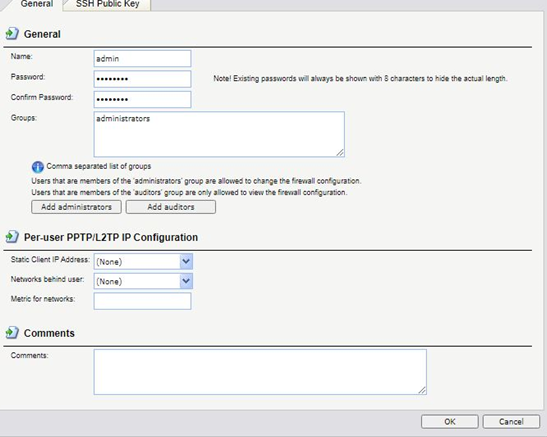 General
SSH Public Key
General
Name:
admin
Password:
••••••••
Note! Existing passwords will always be shown with 8 characters to hide the actual length.
Confirm Password:
••••••••
Groups:
administrators
Comma separated list of groups
Users that are members of the 'administrators' group are allowed to change the firewall configuration.
Users that are members of the 'auditors' group are only allowed to view the firewall configuration.
Add administrators
Add auditors
Per-user PPTP/L2TP IP Configuration
Static Client IP Address:
(None)
Networks behind user:
(None)
Metric for networks:
Comments
Comments:
OK
Cancel